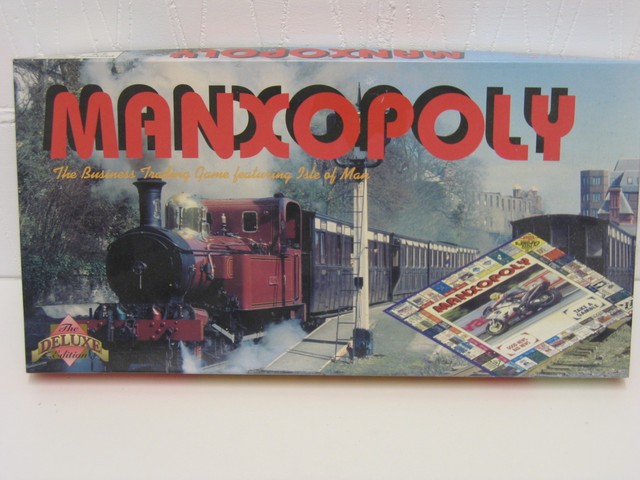 MANXOPOLY
MANXOPOLY
The Business Trading Game featuring Isle of Man
MANXOPOLY
The
DELUXE
Edition